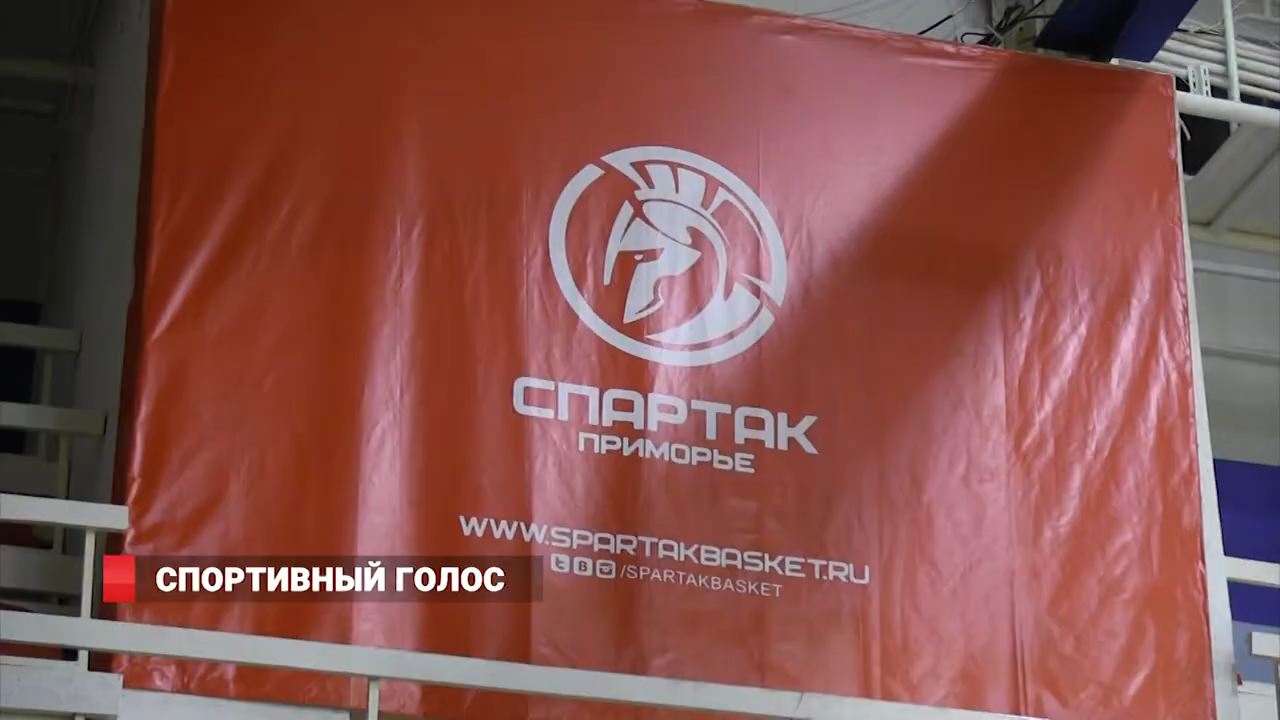 СПАРТАК
ПРИМОРЬЕ
WWW.SPARTAKBASKET.RU
/SPARTAKBASKET
СПОРТИВНЫЙ ГОЛОС